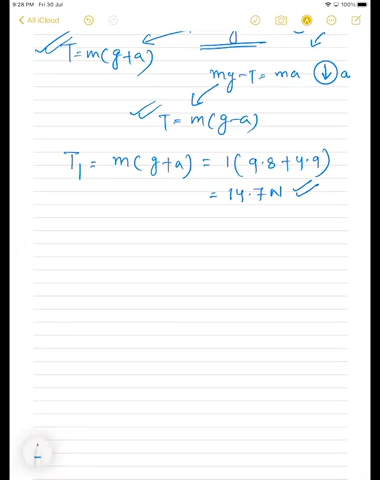 9:28 PM Fri 30 Jul 100%
All iCloud
T = m(g+a)
mg-T = ma ↓ a
T = m(g-a)
T₁ = m(g+a) = 1(9.8+4.9)
= 14.7N